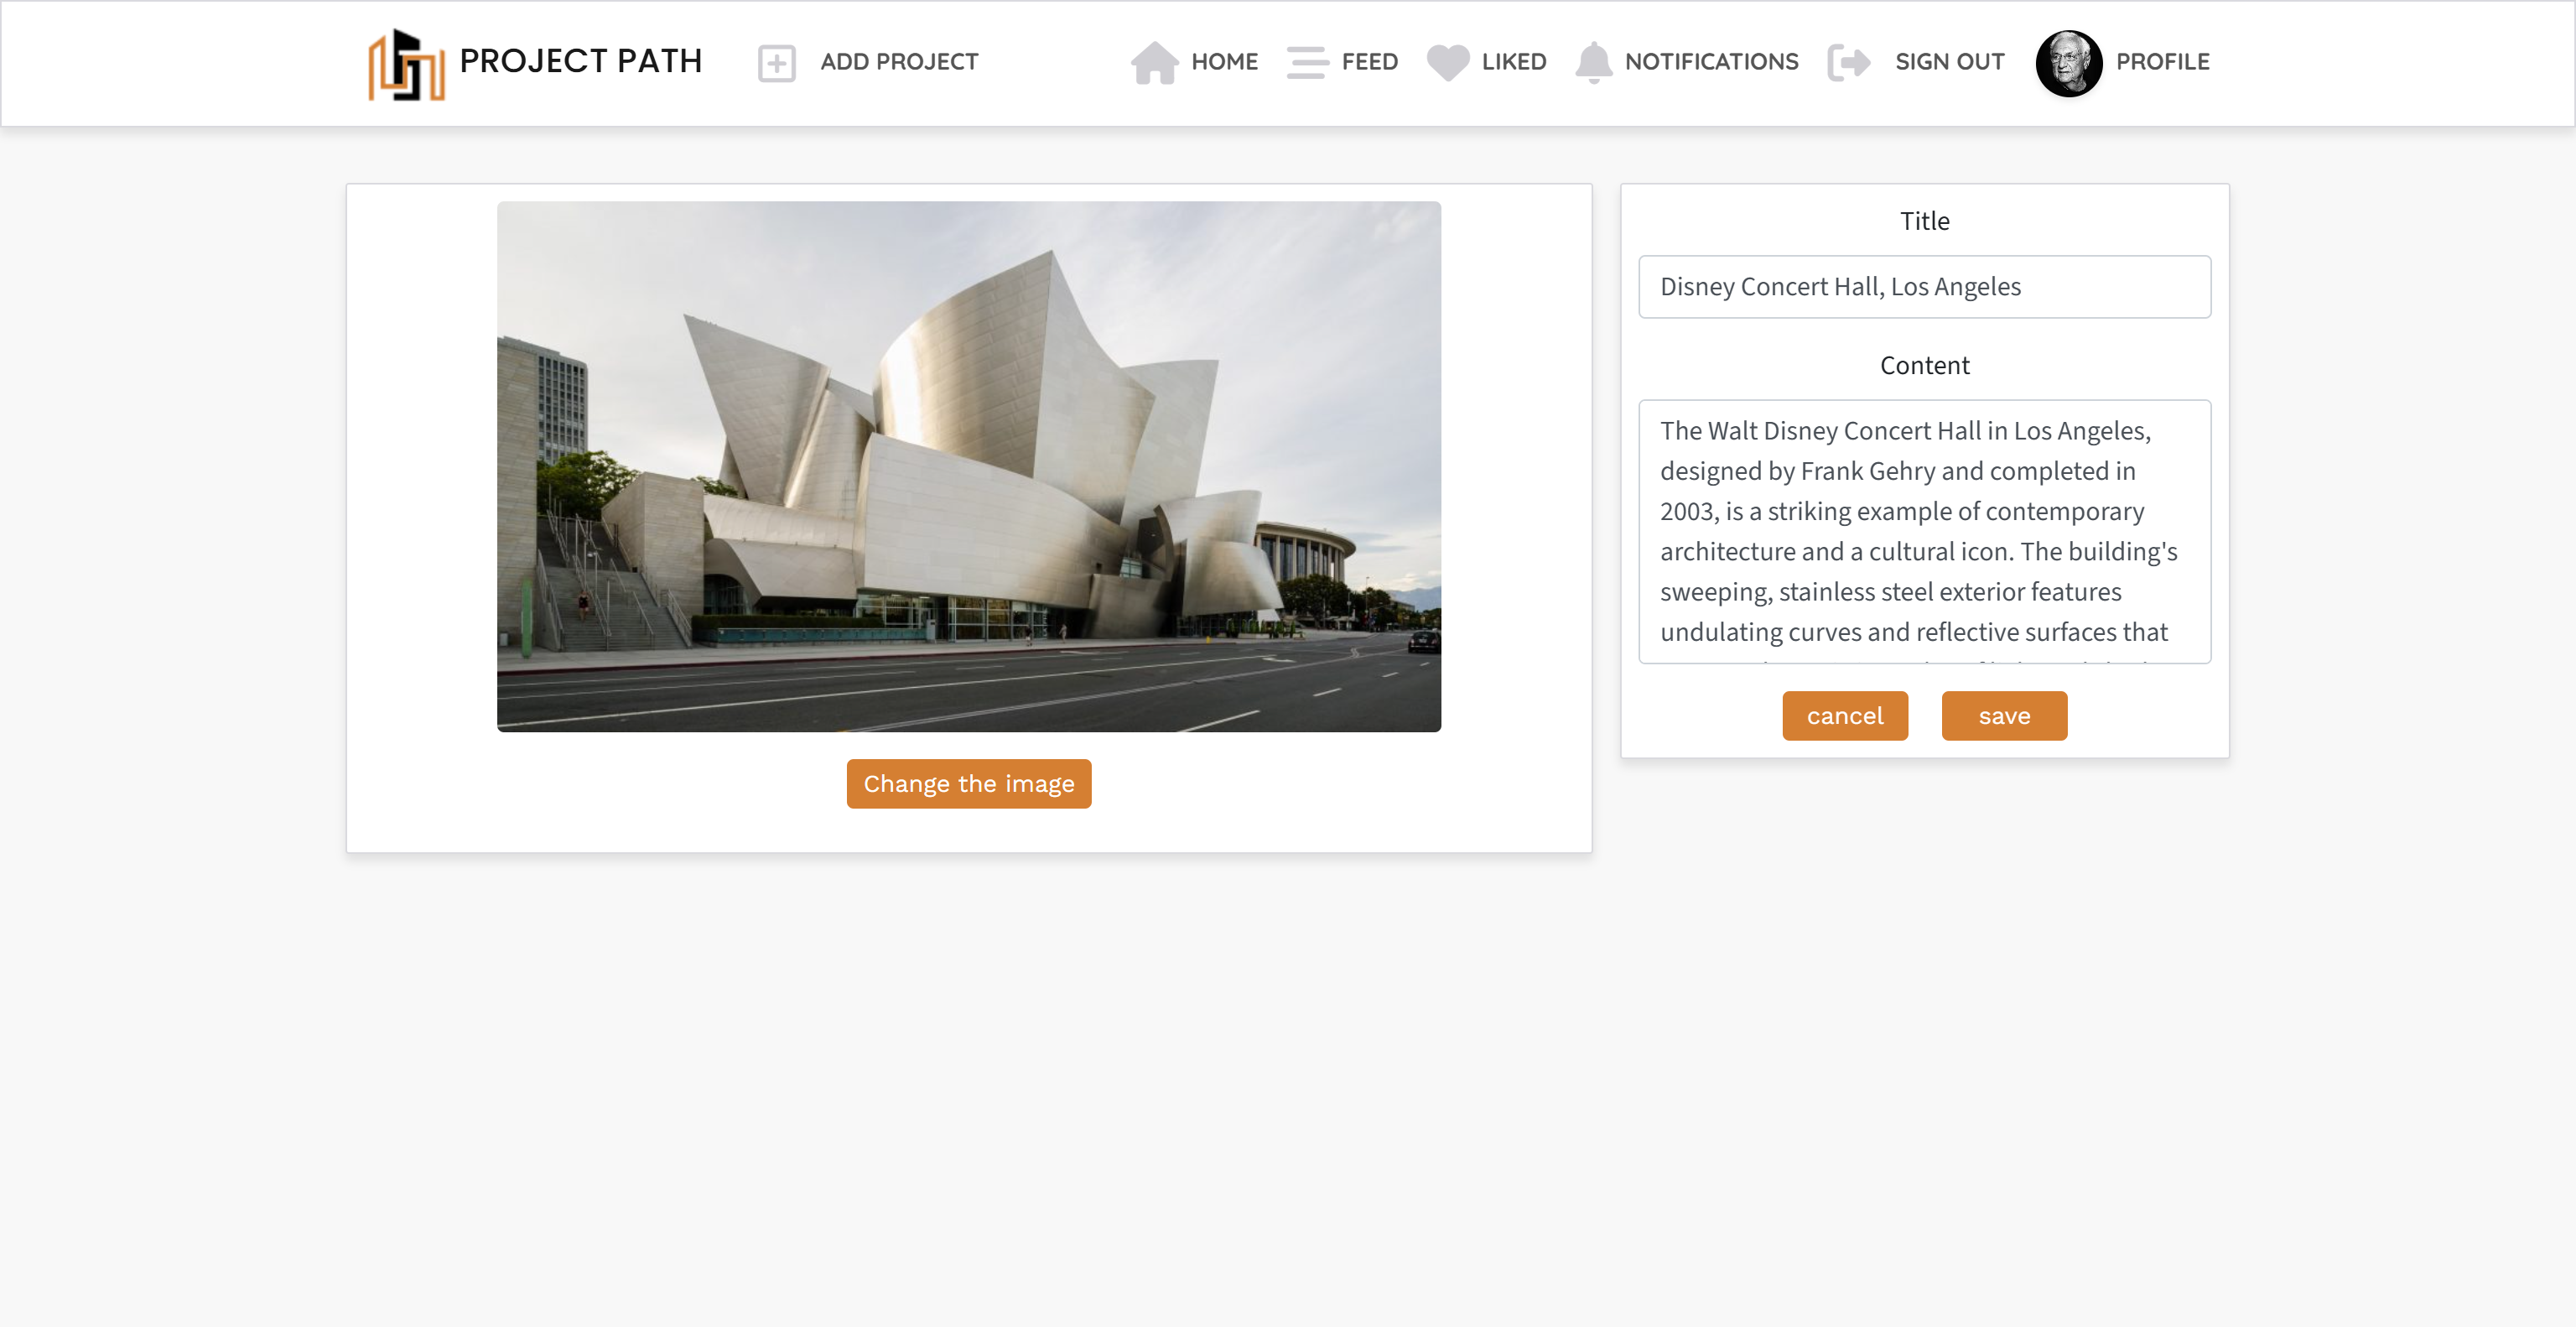 PROJECT PATH
ADD PROJECT
HOME
FEED
LIKED
NOTIFICATIONS
SIGN OUT
PROFILE
Change the image
Title
Disney Concert Hall, Los Angeles
Content
The Walt Disney Concert Hall in Los Angeles,
designed by Frank Gehry and completed in
2003, is a striking example of contemporary
architecture and a cultural icon. The building's
sweeping, stainless steel exterior features
undulating curves and reflective surfaces that
cancel
save